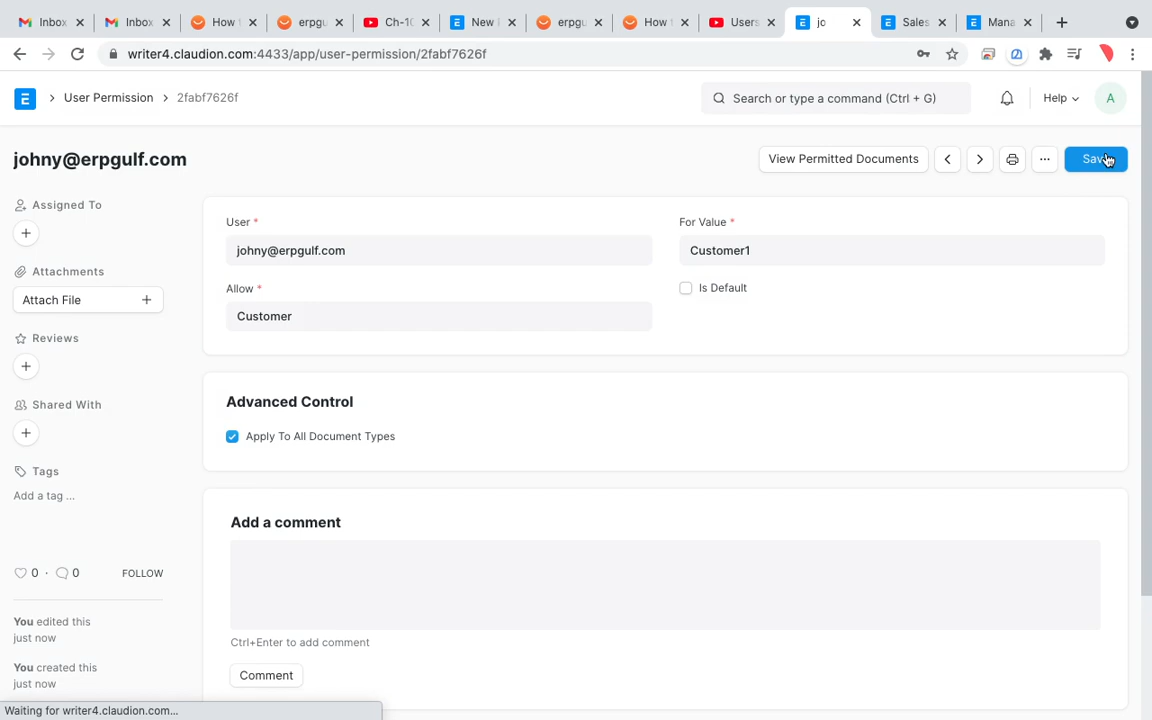 Inbox
Inbox
How t
erpgu
Ch-10
New
erpgu
How t
Users
jo
Sales
Mana
writer4.claudion.com:4433/app/user-permission/2fabf7626f
E
User Permission
2fabf7626f
Search or type a command (Ctrl + G)
Help
A
johny@erpgulf.com
View Permitted Documents
...
Save
Assigned To
Attachments
Attach File
Reviews
Shared With
Tags
Add a tag ...
0 · 0
FOLLOW
You edited this
just now
You created this
just now
User *
johny@erpgulf.com
For Value *
Customer1
Allow *
Customer
Is Default
Advanced Control
Apply To All Document Types
Add a comment
Ctrl+Enter to add comment
Comment
Waiting for writer4.claudion.com...